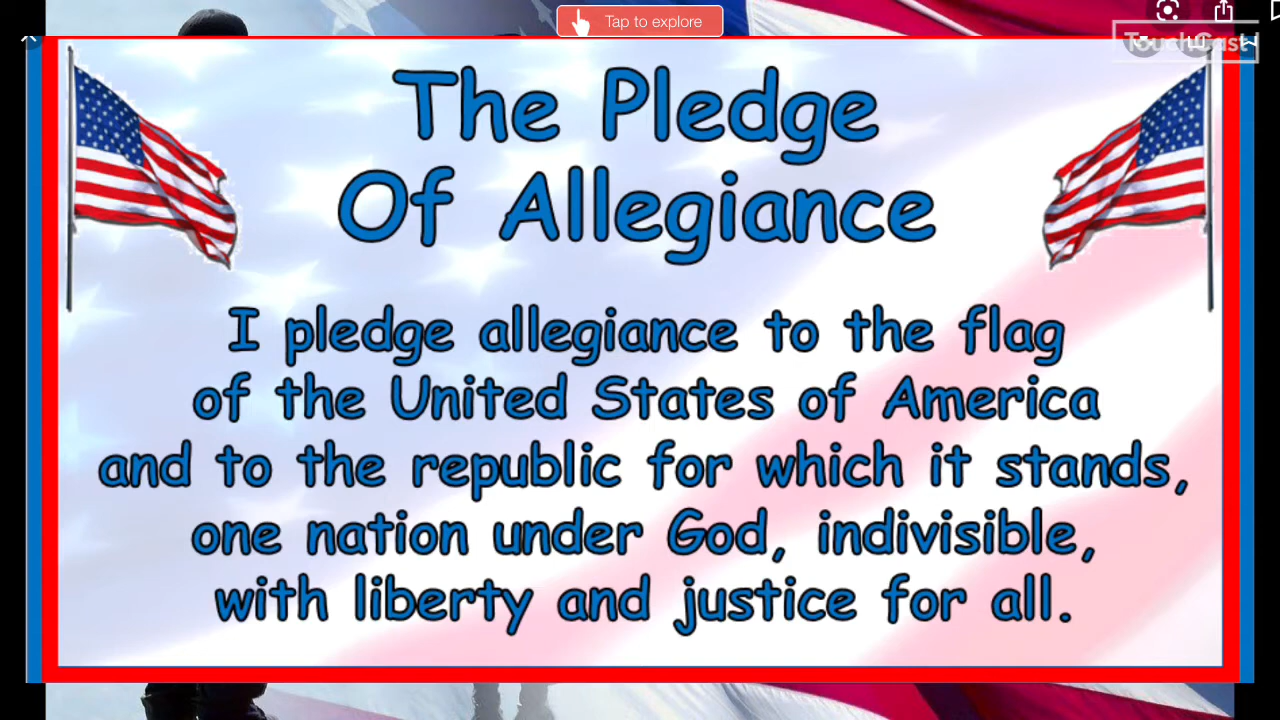 Tap to explore
TouchCast
The Pledge
Of Allegiance
I pledge allegiance to the flag
of the United States of America
and to the republic for which it stands,
one nation under God, indivisible,
with liberty and justice for all.